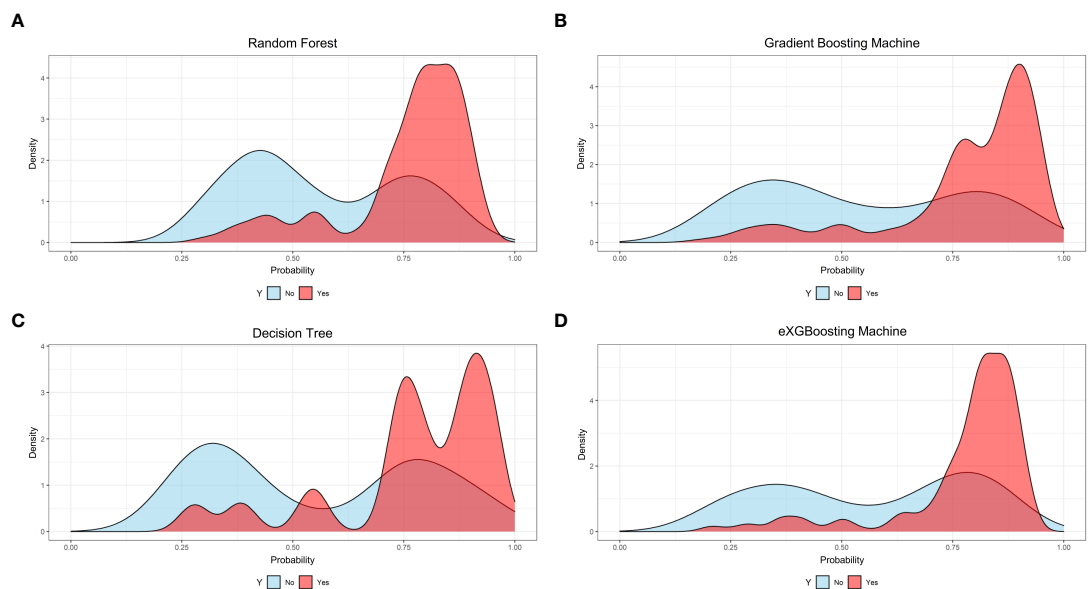 A
Random Forest
Density
4
3
2
1
0
0.00 0.25 0.50 0.75 1.00
Probability
Y No Yes
B
Gradient Boosting Machine
Density
4
3
2
1
0
0.00 0.25 0.50 0.75 1.00
Probability
Y No Yes
C
Decision Tree
Density
4
3
2
1
0
0.00 0.25 0.50 0.75 1.00
Probability
Y No Yes
D
eXGBoosting Machine
Density
4
2
0
0.00 0.25 0.50 0.75 1.00
Probability
Y No Yes